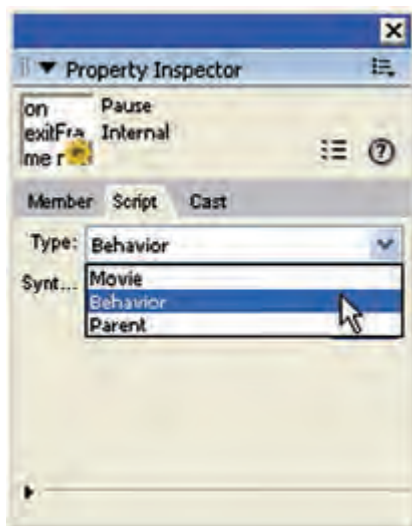 Property Inspector
on exitFra me r
Pause
Internal
Member Script Cast
Type: Behavior
Synt...
Movie
Behavior
Parent